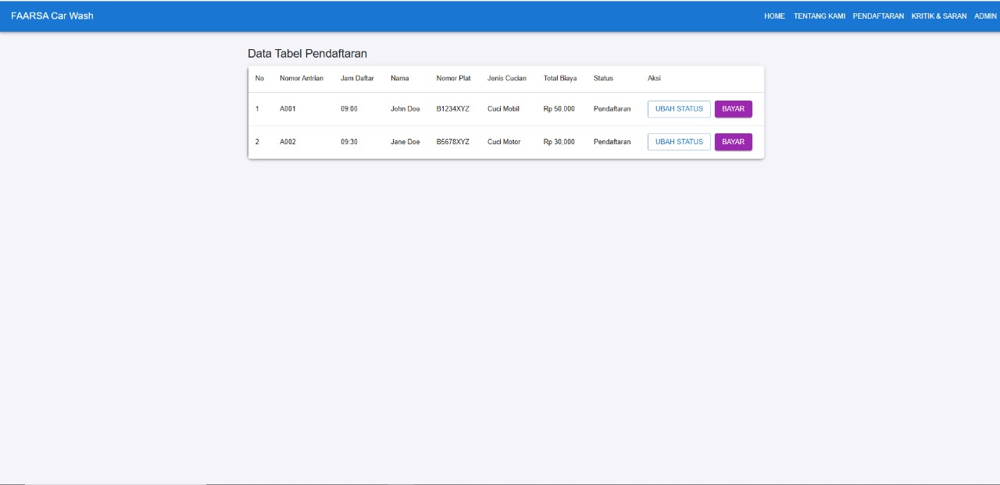 FAARSA Car Wash HOME TENTANG KAMI PENDAFTARAN KRITIK & SARAN ADMIN
Data Tabel Pendaftaran
No Nomor Antrian Jam Daftar Nama Nomor Plat Jenis Cucian Total Biaya Status Aksi
1 A001 09:00 John Doe B1234XYZ Cuci Mobil Rp 50,000 Pendaftaran UBAH STATUS BAYAR
2 A002 09:30 Jane Doe B5678XYZ Cuci Motor Rp 30,000 Pendaftaran UBAH STATUS BAYAR